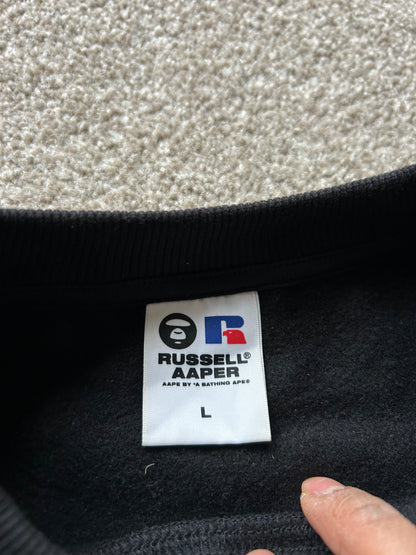 R
RUSSELL®
AAPER
AAPE BY *A BATHING APE®
L